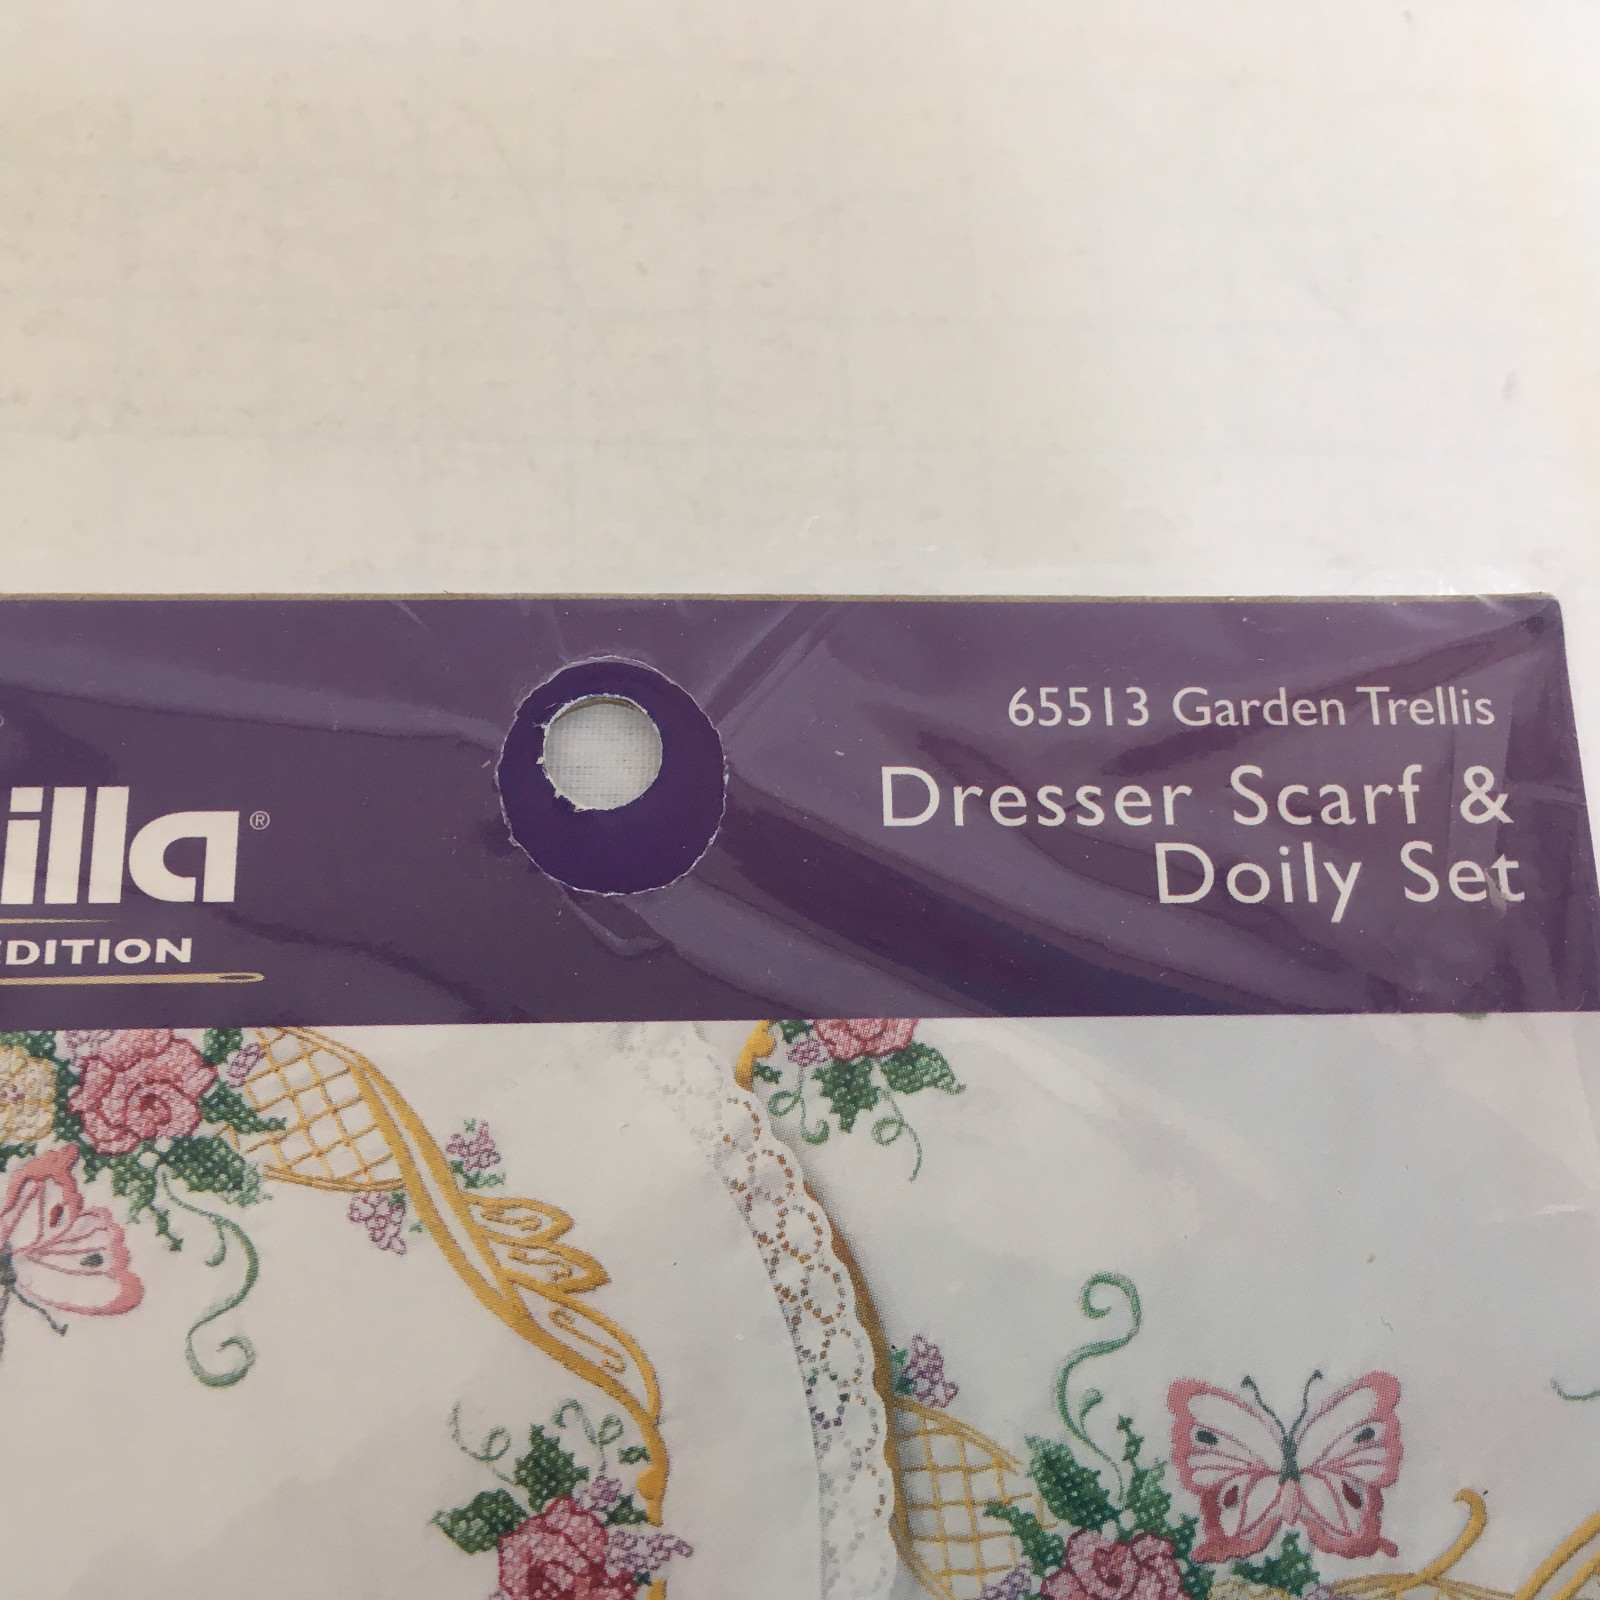 illa®
EDITION
65513 Garden Trellis
Dresser Scarf &
Doily Set